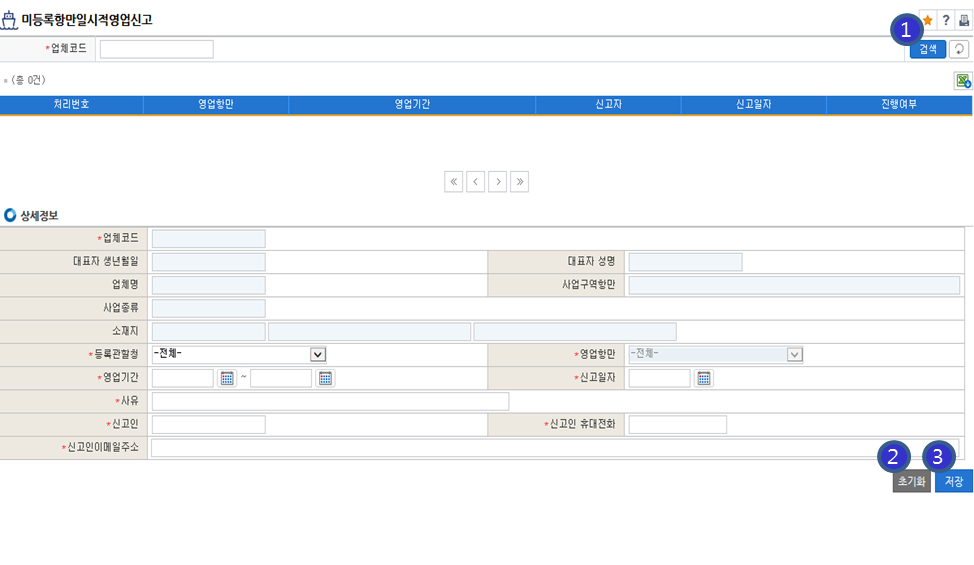 미등록항만일시적영업신고
?
1
*업체코드
검색
(총 0건)
처리번호 영업항만 영업기간 신고자 신고일자 진행여부
« ‹ › »
상세정보
*업체코드
대표자 생년월일 대표자 성명
업체명 사업구역항만
사업종류
소재지
*등록관할청 -전체- *영업항만 -전체-
*영업기간 ~ *신고일자
*사유
*신고인 *신고인 휴대전화
*신고인이메일주소
2 3
초기화 저장